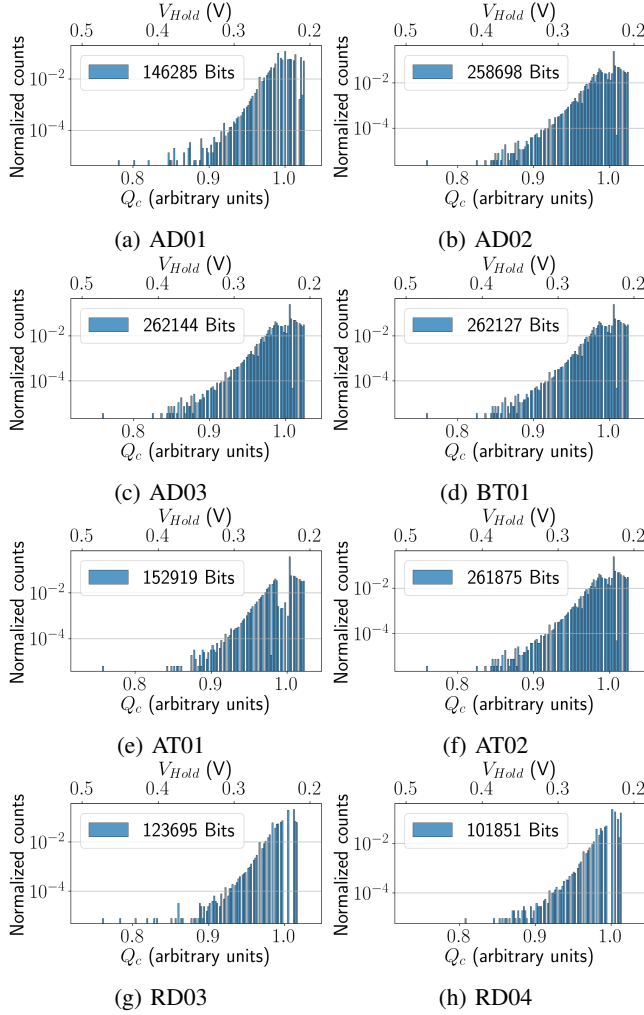 V_Hold (V) V_Hold (V)
0.5 0.4 0.3 0.2 0.5 0.4 0.3 0.2
Normalized counts 10^−2 10^−4 146285 Bits Normalized counts 10^−2 10^−4 258698 Bits
0.8 0.9 1.0 0.8 0.9 1.0
Q_c (arbitrary units) Q_c (arbitrary units)
(a) AD01 (b) AD02
V_Hold (V) V_Hold (V)
0.5 0.4 0.3 0.2 0.5 0.4 0.3 0.2
Normalized counts 10^−2 10^−4 262144 Bits Normalized counts 10^−2 10^−4 262127 Bits
0.8 0.9 1.0 0.8 0.9 1.0
Q_c (arbitrary units) Q_c (arbitrary units)
(c) AD03 (d) BT01
V_Hold (V) V_Hold (V)
0.5 0.4 0.3 0.2 0.5 0.4 0.3 0.2
Normalized counts 10^−2 10^−4 152919 Bits Normalized counts 10^−2 10^−4 261875 Bits
0.8 0.9 1.0 0.8 0.9 1.0
Q_c (arbitrary units) Q_c (arbitrary units)
(e) AT01 (f) AT02
V_Hold (V) V_Hold (V)
0.5 0.4 0.3 0.2 0.5 0.4 0.3 0.2
Normalized counts 10^−2 10^−4 123695 Bits Normalized counts 10^−2 10^−4 101851 Bits
0.8 0.9 1.0 0.8 0.9 1.0
Q_c (arbitrary units) Q_c (arbitrary units)
(g) RD03 (h) RD04